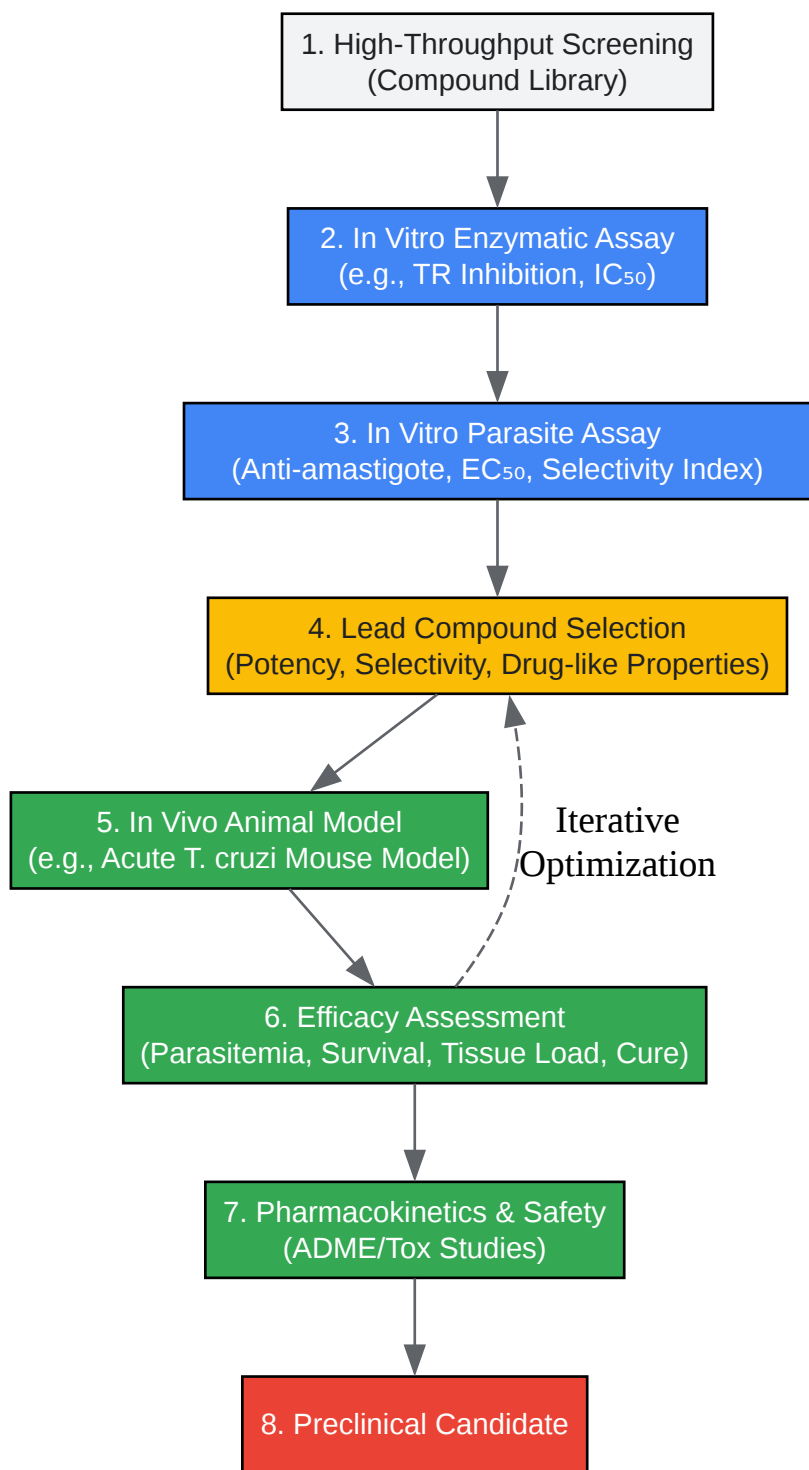 1. High-Throughput Screening
(Compound Library)
2. In Vitro Enzymatic Assay
(e.g., TR Inhibition, IC₅₀)
3. In Vitro Parasite Assay
(Anti-amastigote, EC₅₀, Selectivity Index)
4. Lead Compound Selection
(Potency, Selectivity, Drug-like Properties)
5. In Vivo Animal Model
(e.g., Acute T. cruzi Mouse Model)
Iterative
Optimization
6. Efficacy Assessment
(Parasitemia, Survival, Tissue Load, Cure)
7. Pharmacokinetics & Safety
(ADME/Tox Studies)
8. Preclinical Candidate